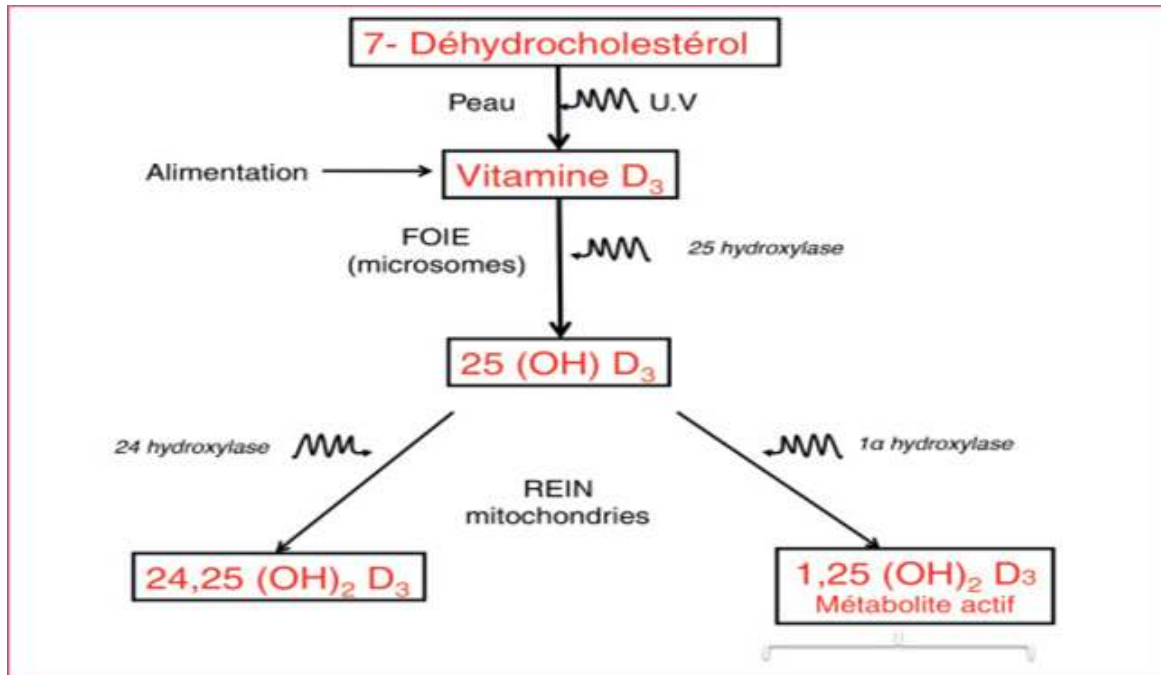 7- Déhydrocholestérol
Peau
U.V
Alimentation
Vitamine D₃
FOIE
(microsomes)
25 hydroxylase
25 (OH) D₃
24 hydroxylase
1α hydroxylase
REIN
mitochondries
24,25 (OH)₂ D₃
1,25 (OH)₂ D₃
Métabolite actif